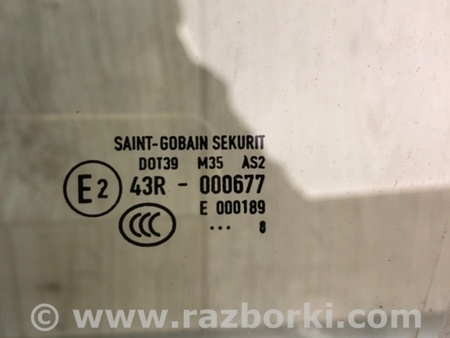 SAINT-GOBAIN SEKURIT
DOT39 M35 AS2
E2 43R - 000677
E 000189
CCC ... 8
© www.razborki.com